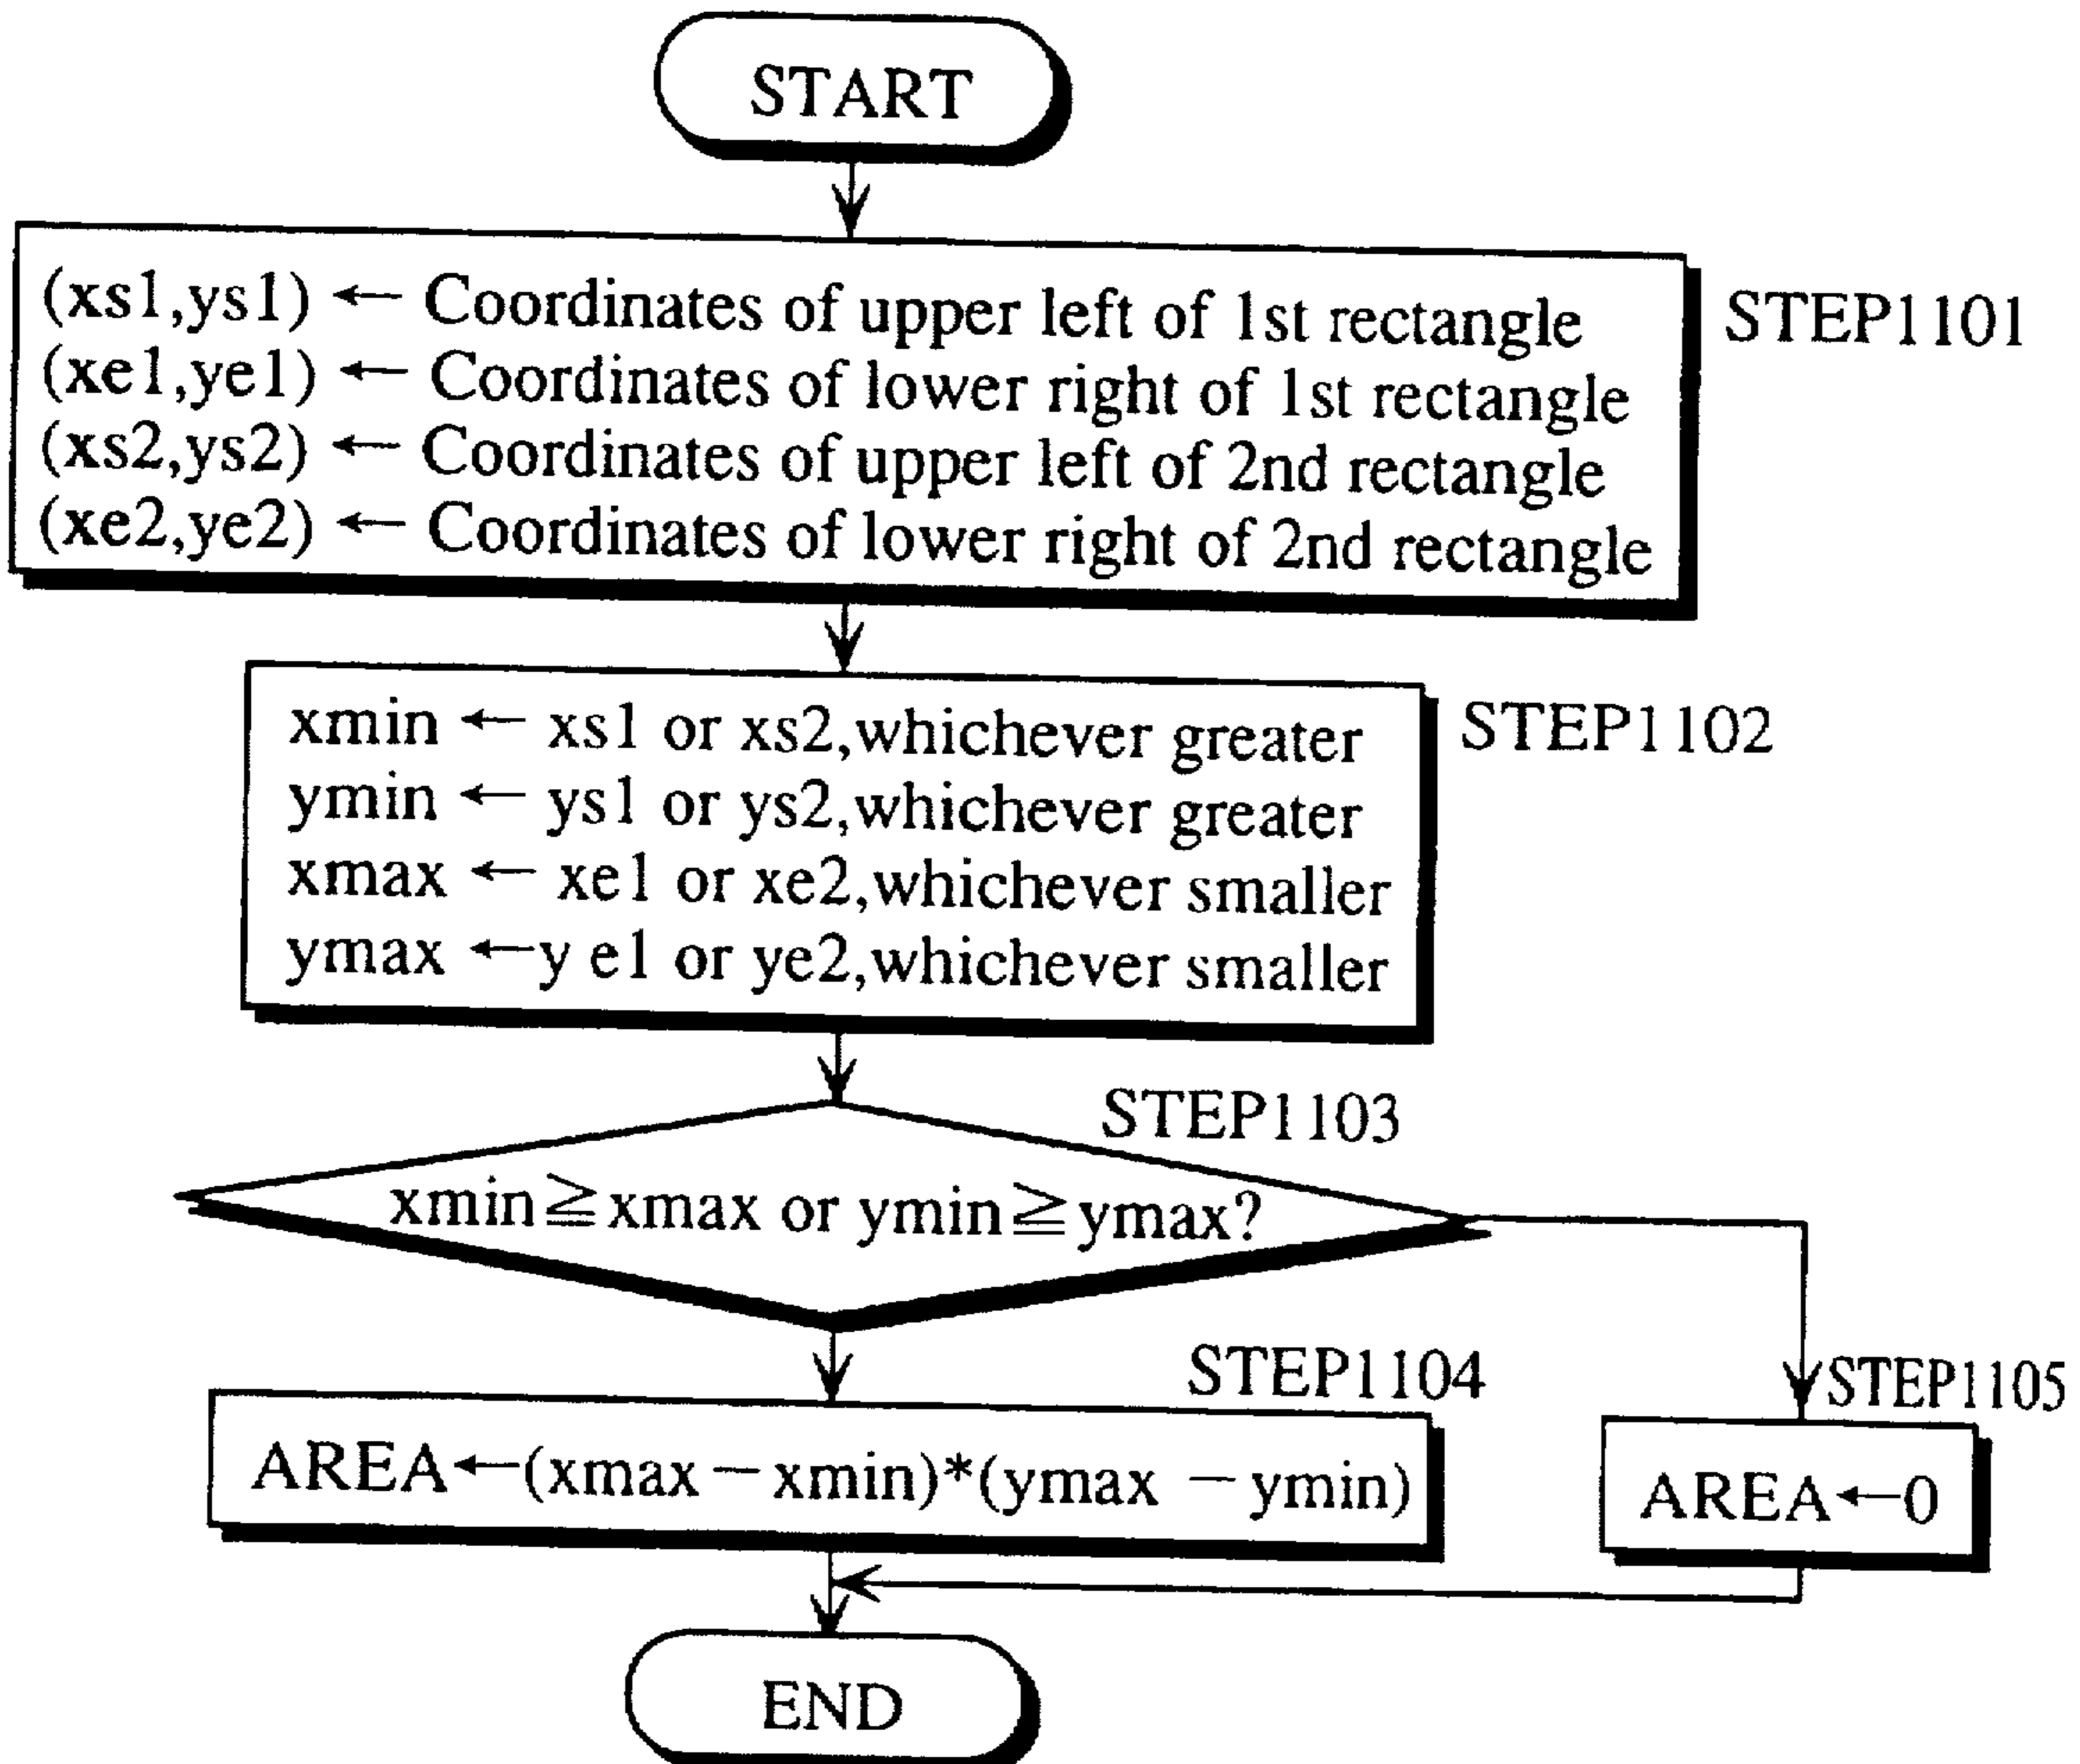 START
(xs1,ys1) ← Coordinates of upper left of 1st rectangle
STEP1101
(xe1,ye1) ← Coordinates of lower right of 1st rectangle
(xs2,ys2) ← Coordinates of upper left of 2nd rectangle
(xe2,ye2) ← Coordinates of lower right of 2nd rectangle
xmin ← xs1 or xs2,whichever greater
STEP1102
ymin ← ys1 or ys2,whichever greater
xmax ← xe1 or xe2,whichever smaller
ymax ←y e1 or ye2,whichever smaller
STEP1103
xmin≧xmax or ymin≧ymax?
STEP1104
STEP1105
AREA←(xmax－xmin)*(ymax －ymin)
AREA←0
END